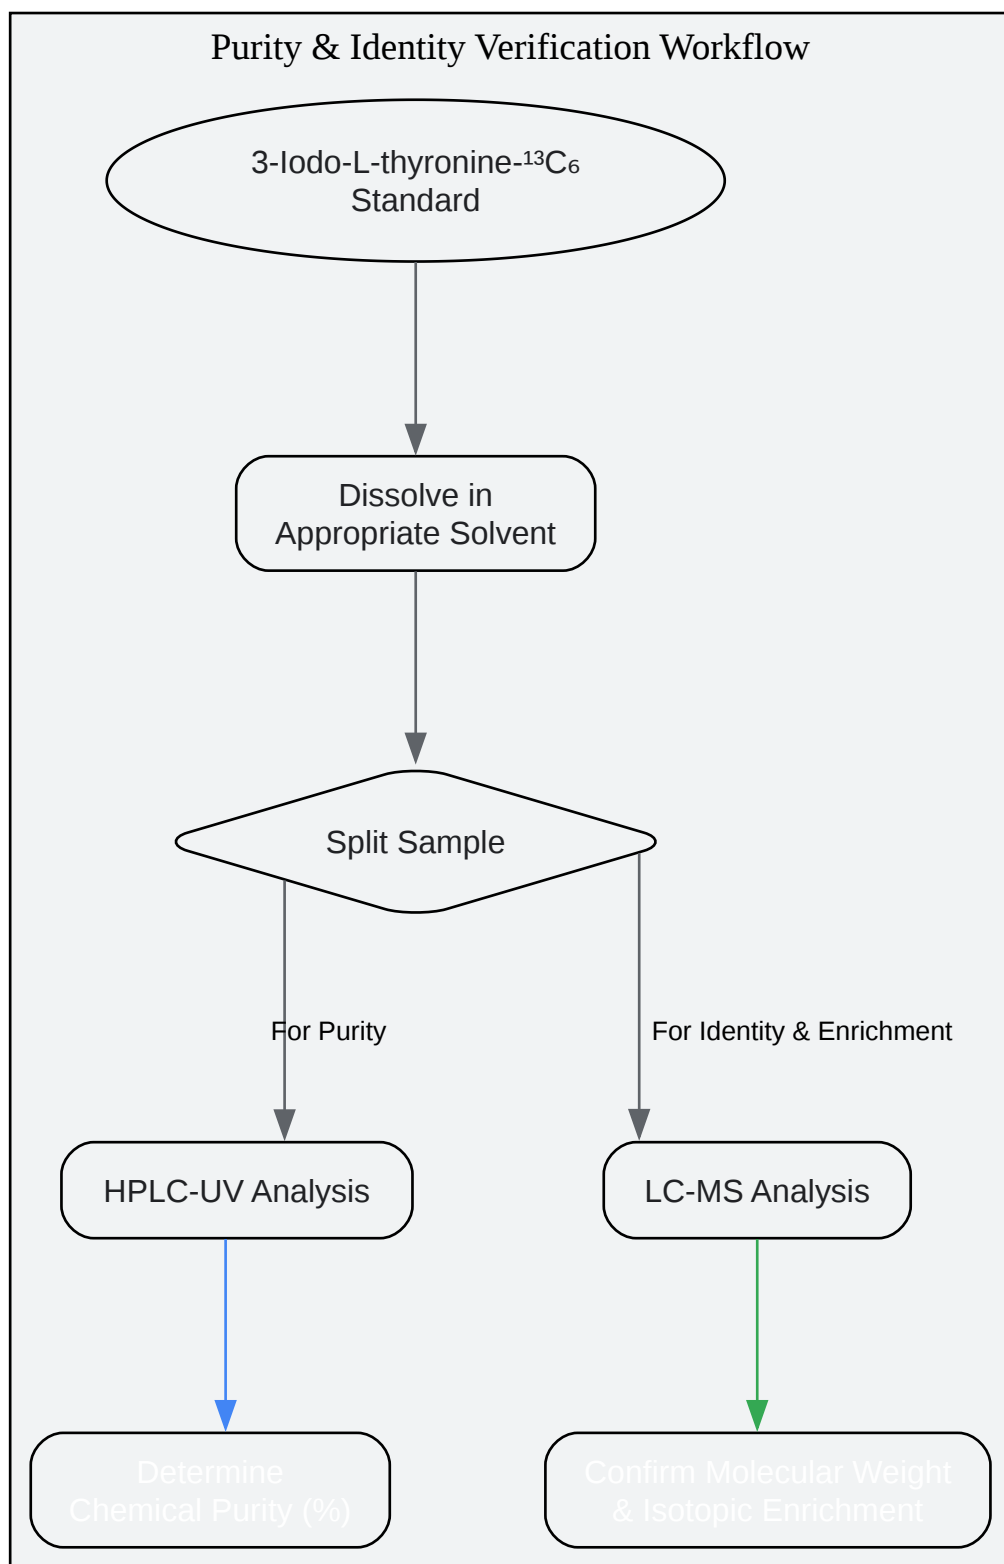 Purity & Identity Verification Workflow
3-Iodo-L-thyronine-¹³C₆
Standard
Dissolve in
Appropriate Solvent
Split Sample
For Purity
For Identity & Enrichment
HPLC-UV Analysis
LC-MS Analysis
Determine
Chemical Purity (%)
Confirm Molecular Weight
& Isotopic Enrichment